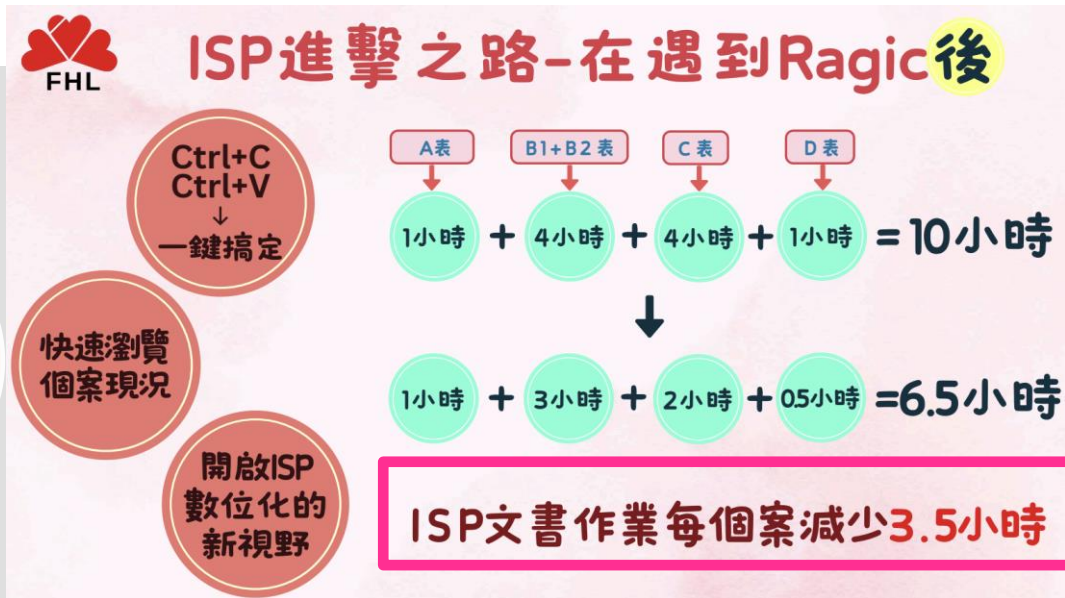 FHL
ISP進擊之路-在遇到Ragic後
Ctrl+C
Ctrl+V
↓
一鍵搞定
快速瀏覽
個案現況
開啟ISP
數位化的
新視野
A表 B1+B2表 C表 D表
1小時 + 4小時 + 4小時 + 1小時 = 10小時
1小時 + 3小時 + 2小時 + 0.5小時 =6.5小時
ISP文書作業每個案減少3.5小時